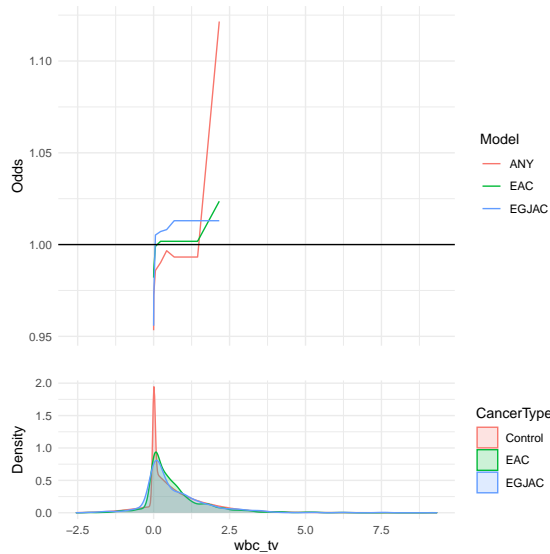 1.10
1.05
1.00
0.95
Odds
Model
ANY
EAC
EGJAC
2.0
1.5
1.0
0.5
0.0
Density
CancerType
Control
EAC
EGJAC
−2.5 0.0 2.5 5.0 7.5
wbc_tv